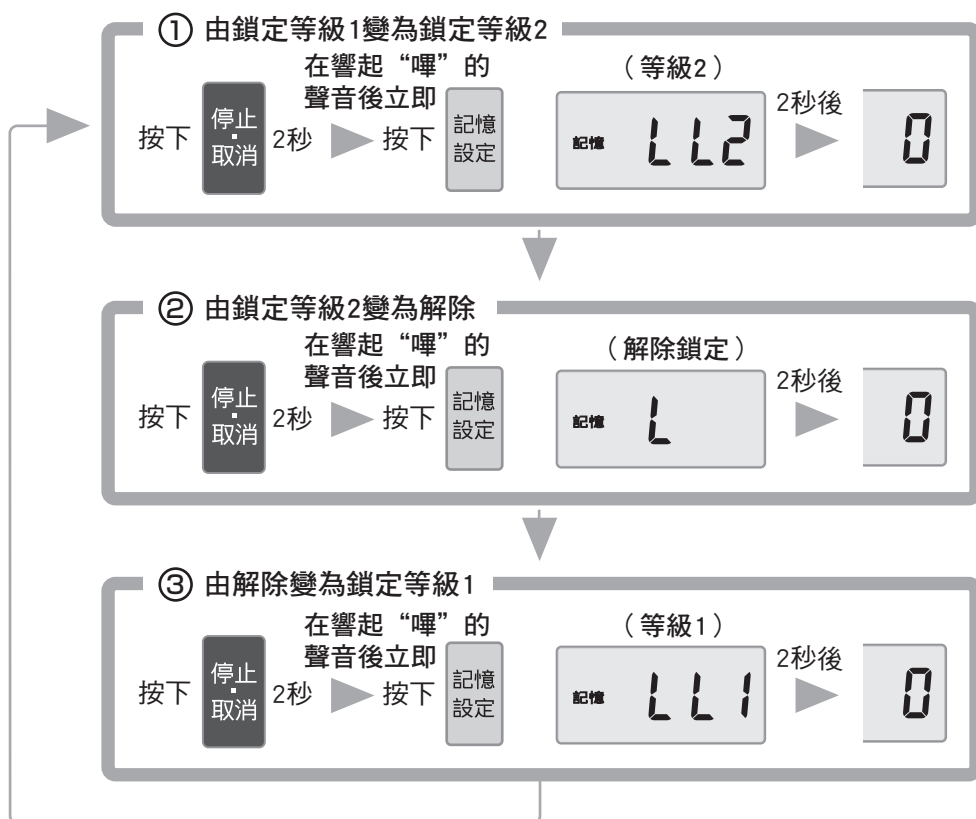 ① 由鎖定等級1變為鎖定等級2
在響起“嗶”的
聲音後立即
按下
停止
・
取消
2秒
按下
記憶
設定
（等級2）
記憶 LL2
2秒後
0
② 由鎖定等級2變為解除
在響起“嗶”的
聲音後立即
按下
停止
・
取消
2秒
按下
記憶
設定
（解除鎖定）
記憶 L
2秒後
0
③ 由解除變為鎖定等級1
在響起“嗶”的
聲音後立即
按下
停止
・
取消
2秒
按下
記憶
設定
（等級1）
記憶 LL1
2秒後
0